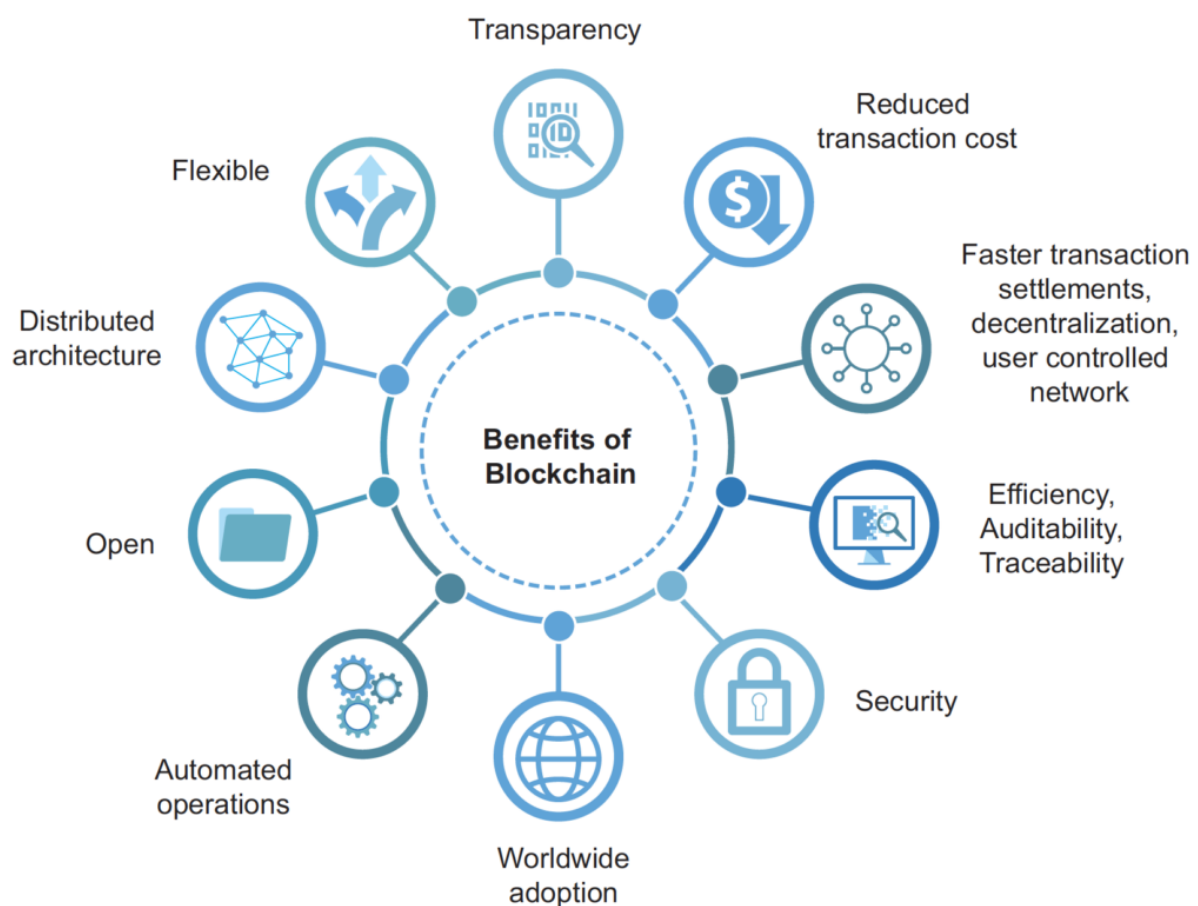 Transparency
Reduced
transaction cost
Faster transaction
settlements,
decentralization,
user controlled
network
Efficiency,
Auditability,
Traceability
Security
Worldwide
adoption
Automated
operations
Open
Distributed
architecture
Flexible
ID
$
Benefits of
Blockchain